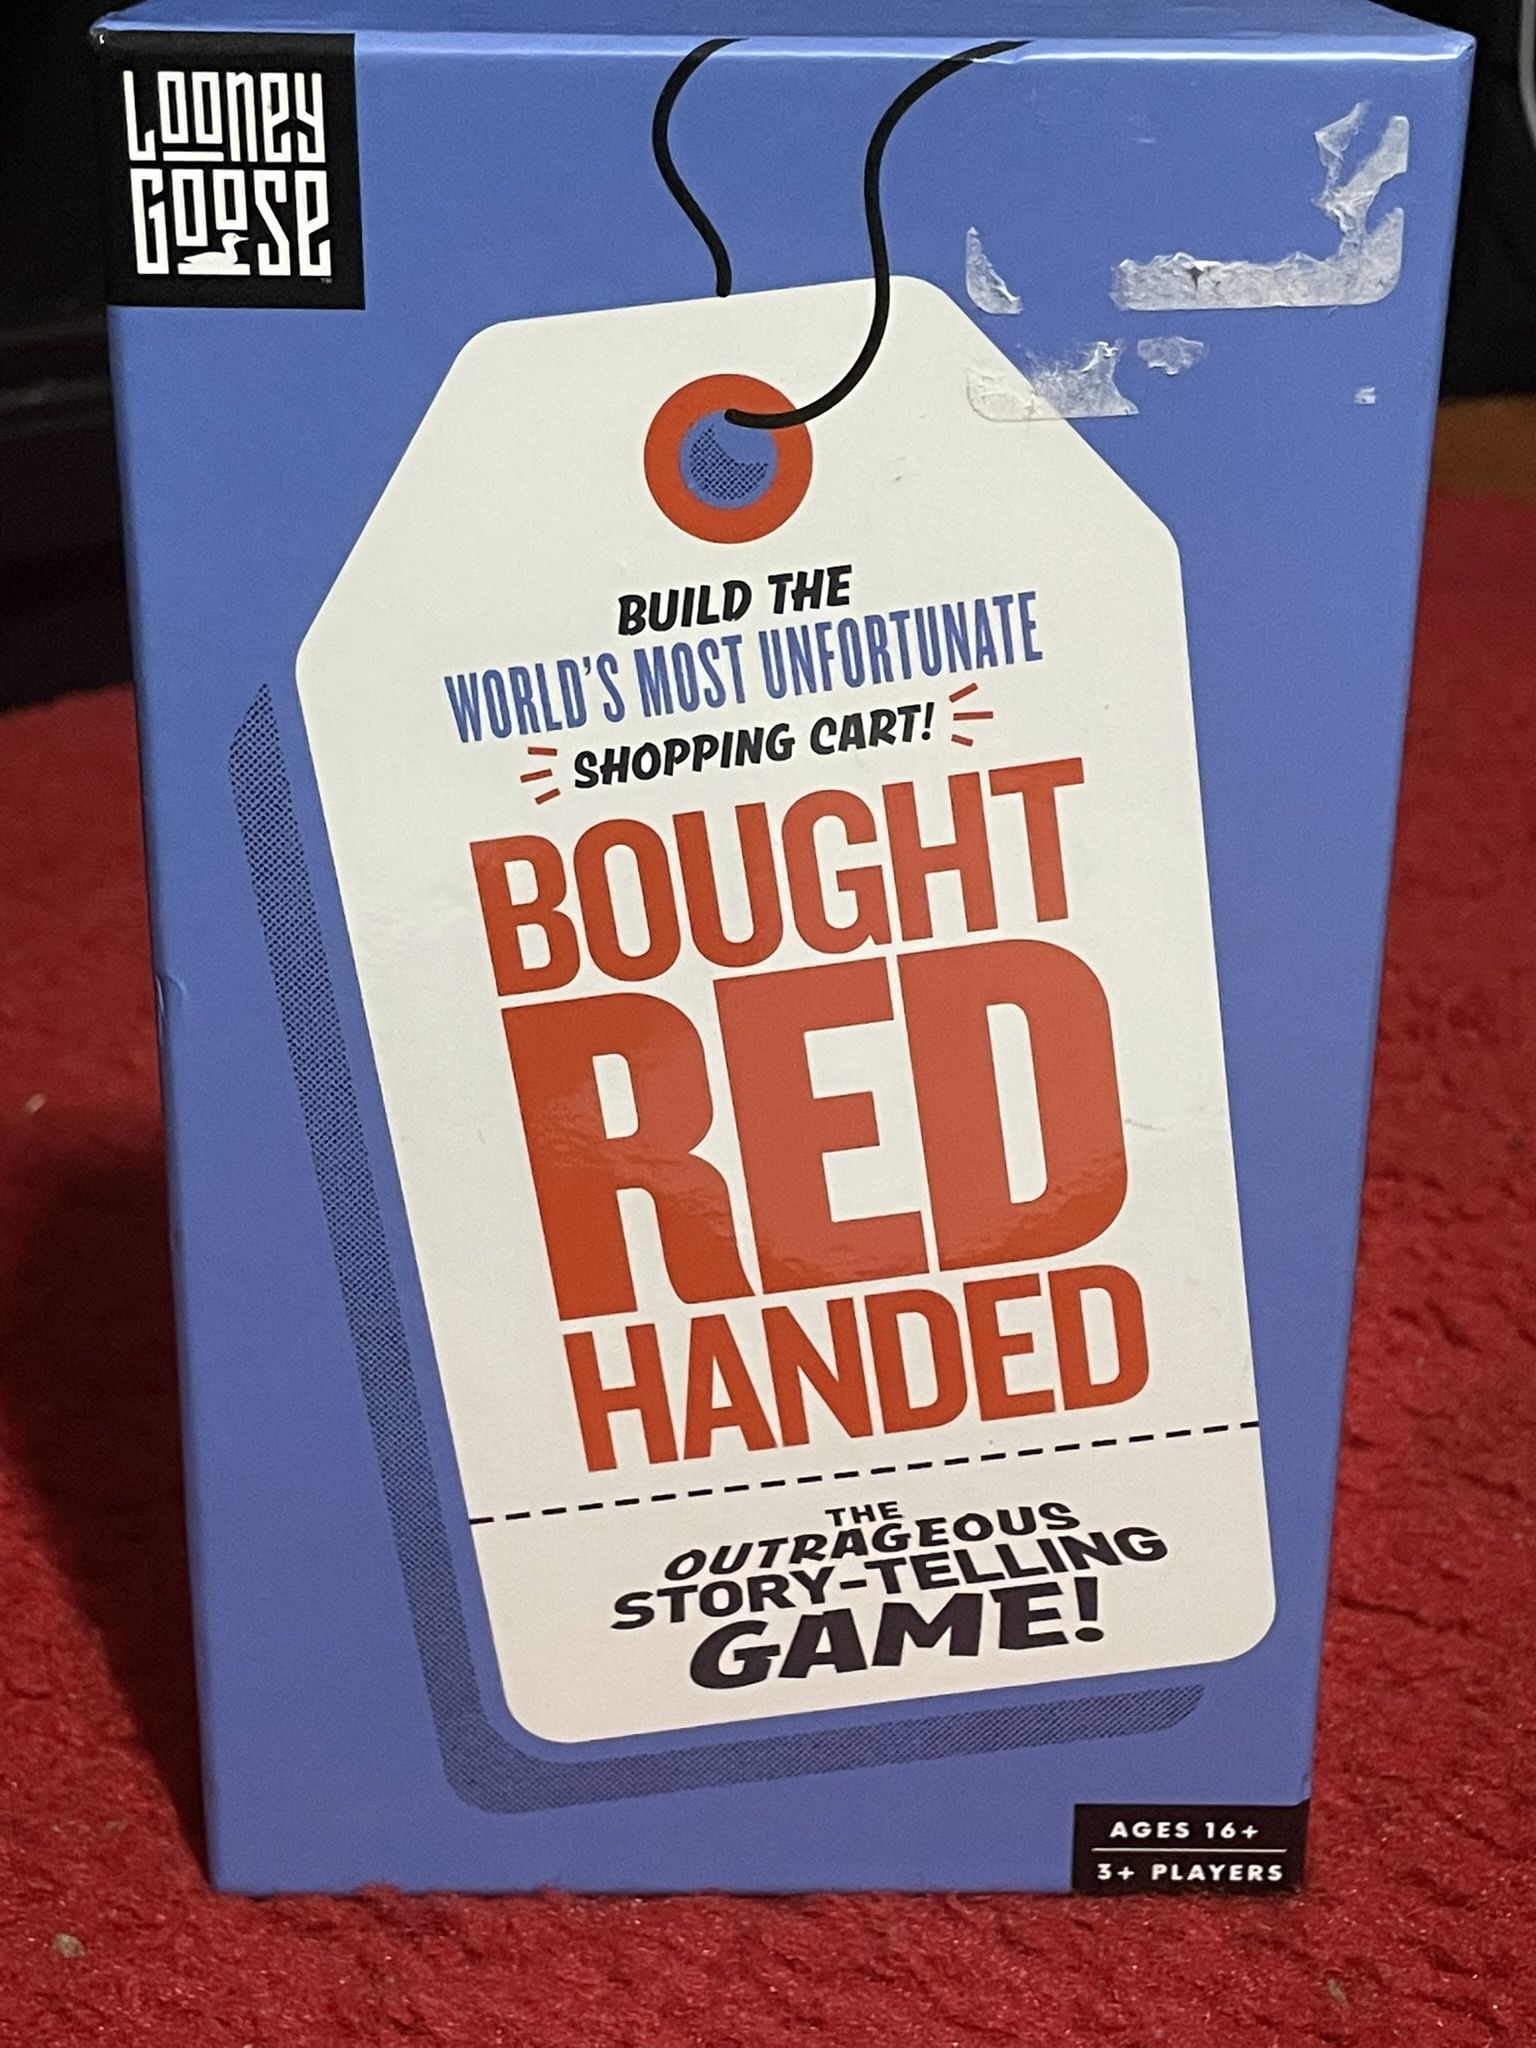 LOONEY
GOOSE
BUILD THE
WORLD'S MOST UNFORTUNATE
SHOPPING CART!
BOUGHT
RED
HANDED
THE
OUTRAGEOUS
STORY-TELLING
GAME!
AGES 16+
3+ PLAYERS